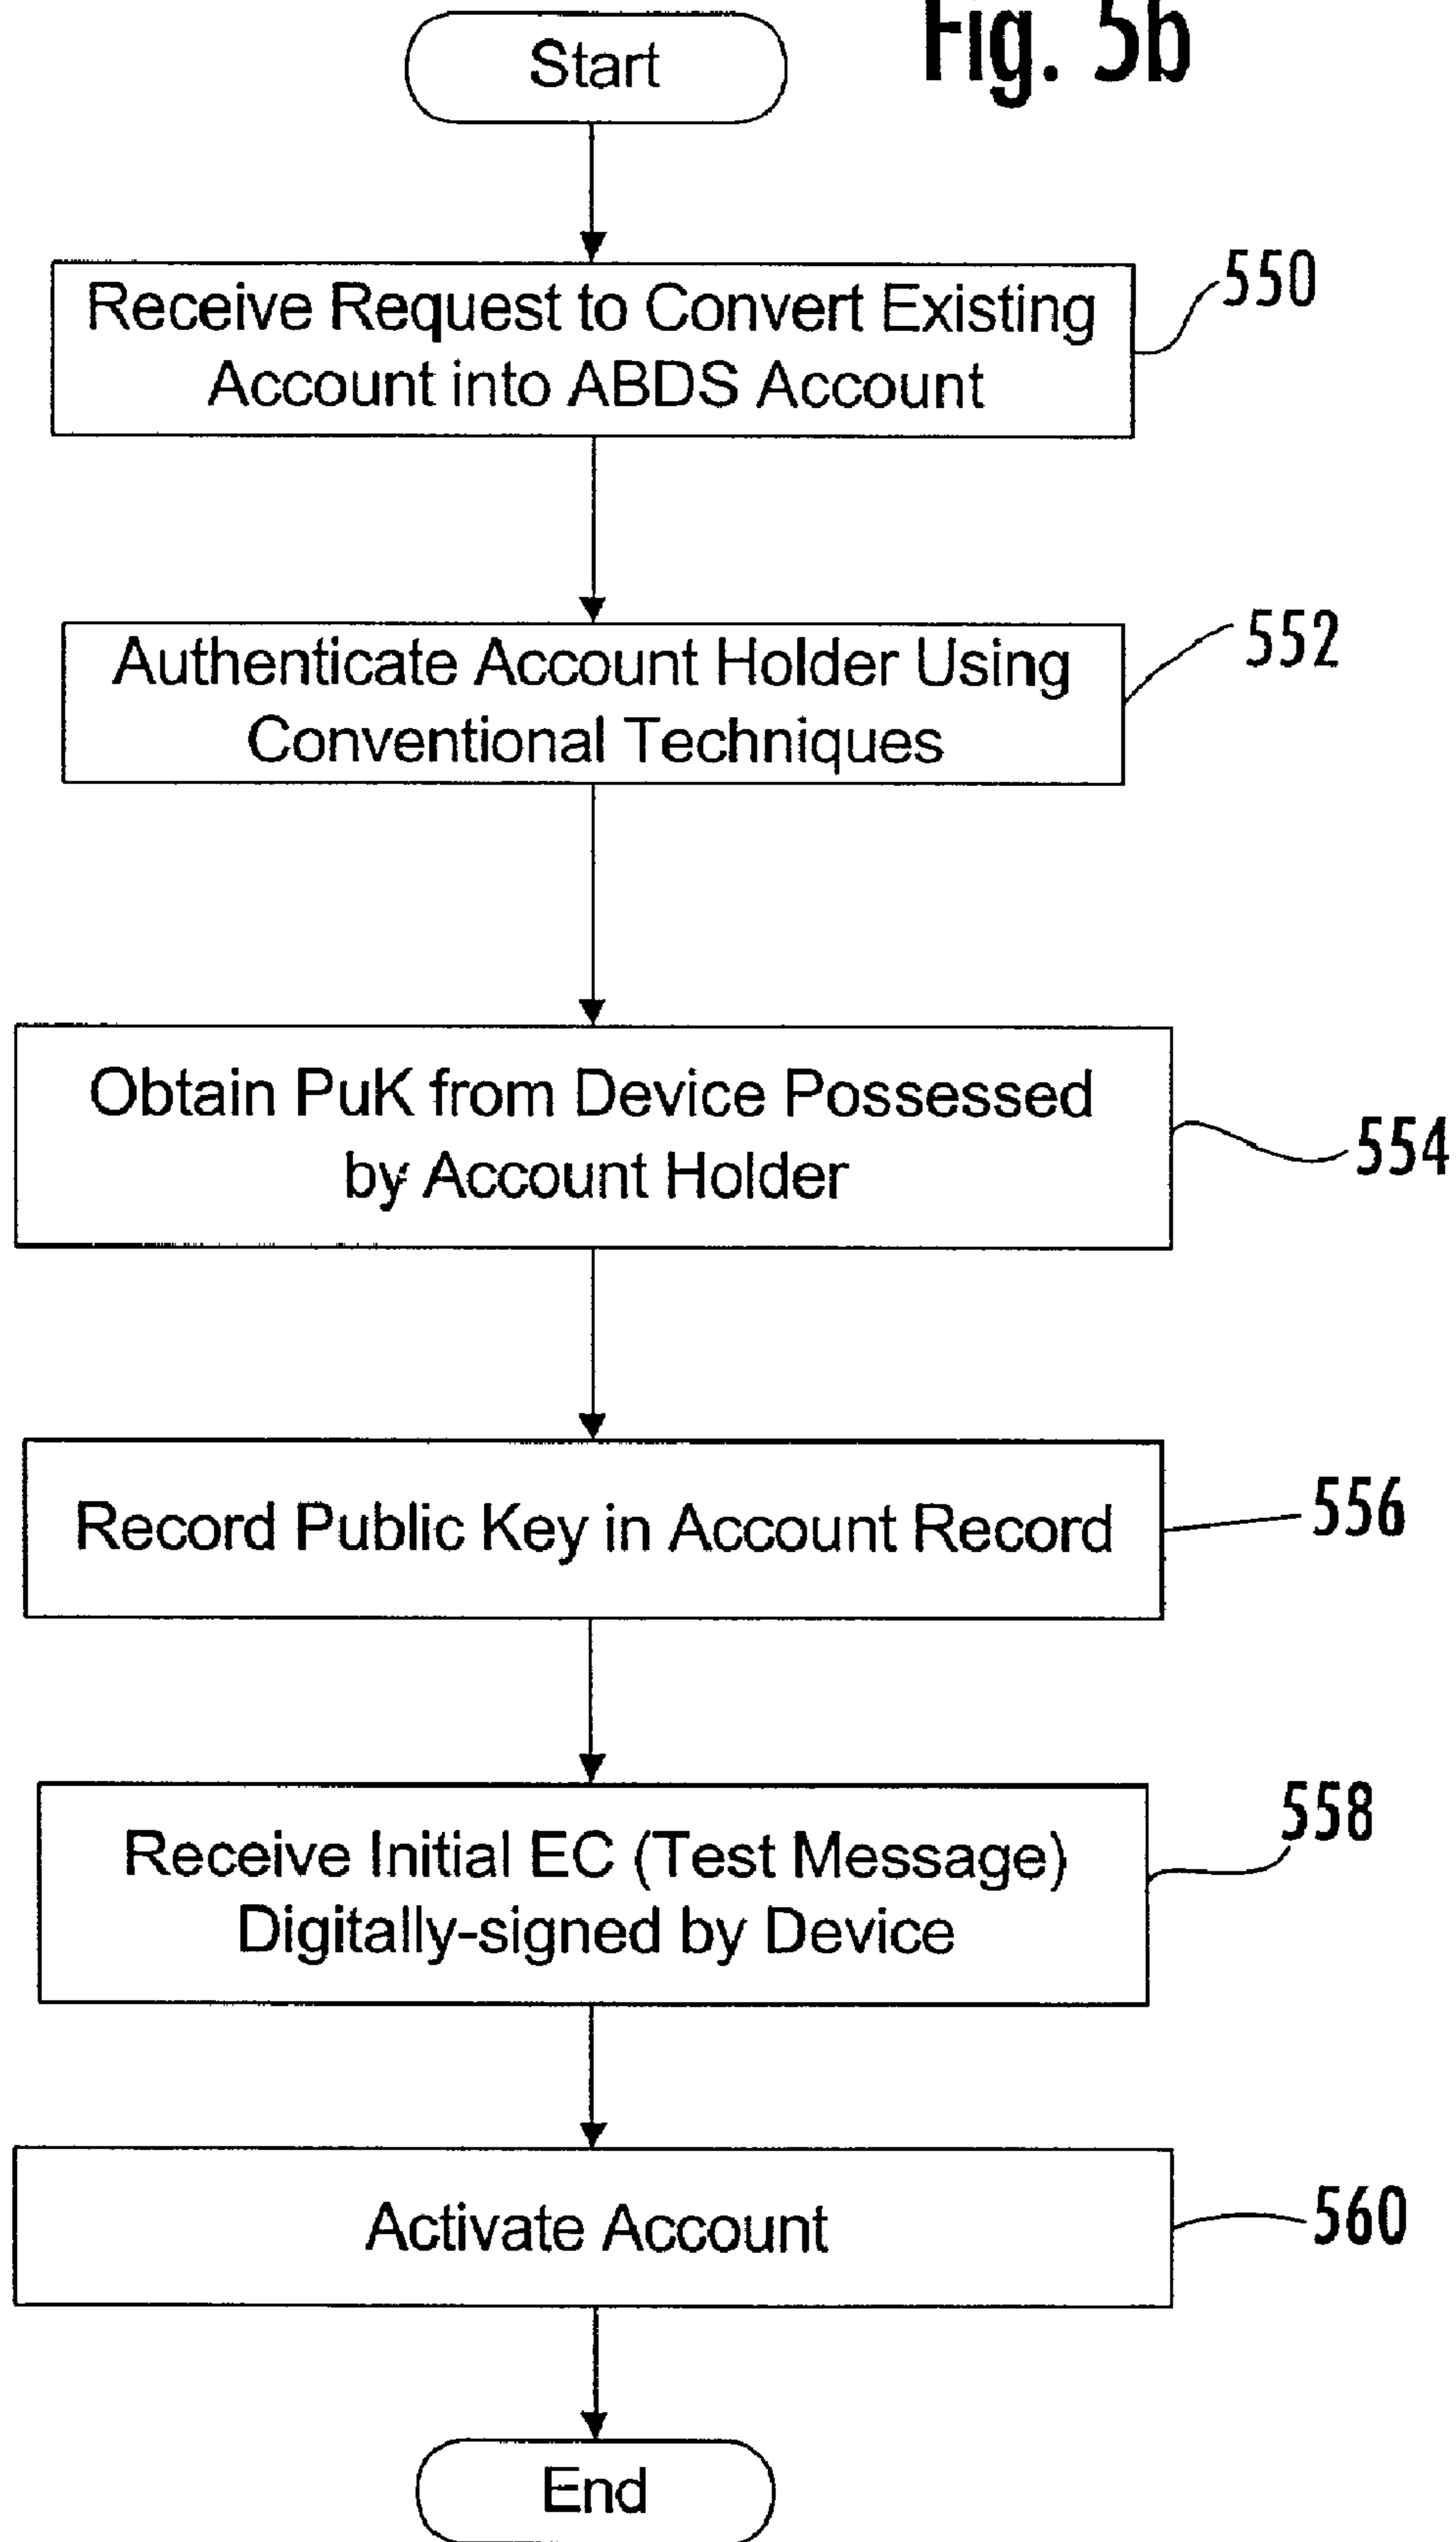 Fig. 5b
Start
Receive Request to Convert Existing
Account into ABDS Account
550
Authenticate Account Holder Using
Conventional Techniques
552
Obtain PuK from Device Possessed
by Account Holder
554
Record Public Key in Account Record
556
Receive Initial EC (Test Message)
Digitally-signed by Device
558
Activate Account
560
End